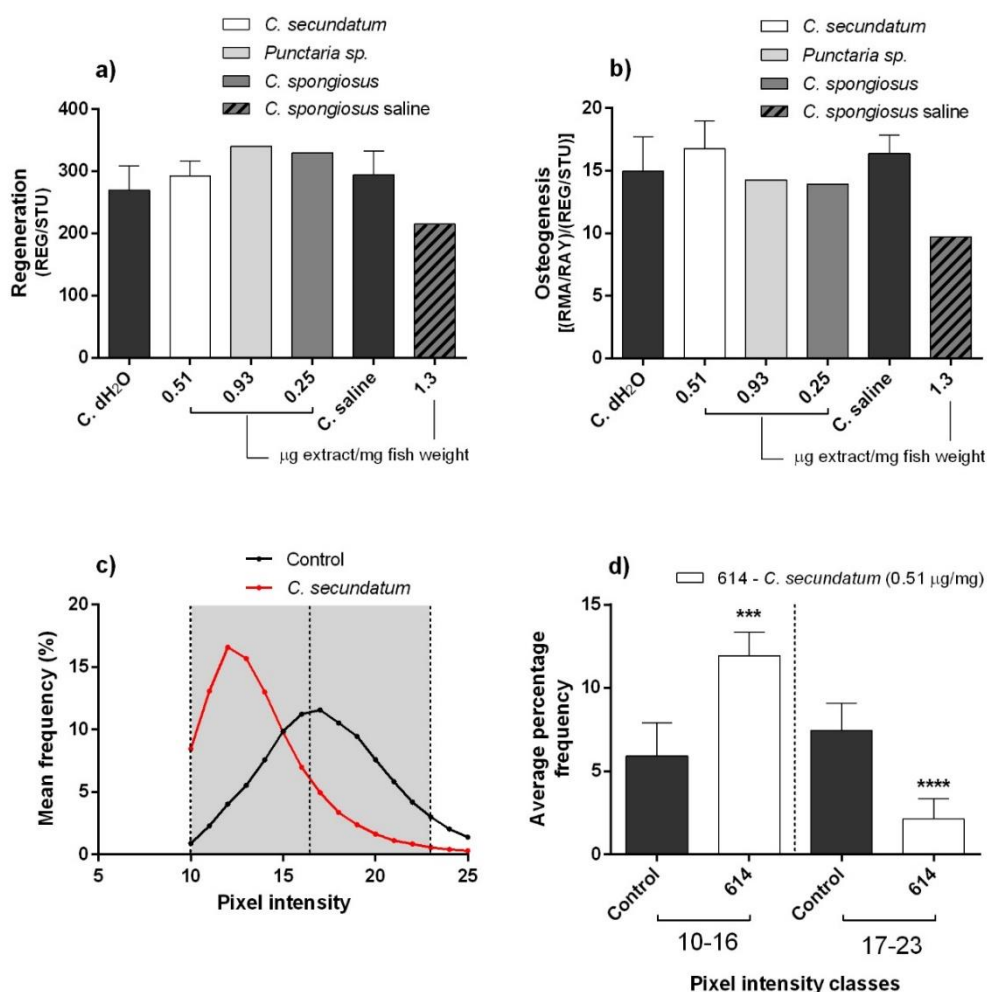 a)
C. secundatum
Punctaria sp.
C. spongiosus
C. spongiosus saline
Regeneration
(REG/STU)
400
300
200
100
0
C. dH₂O
0.51
0.93
0.25
C. saline
1.3
µg extract/mg fish weight
b)
C. secundatum
Punctaria sp.
C. spongiosus
C. spongiosus saline
Osteogenesis
[(RMA/RAY)/(REG/STU)]
20
15
10
5
0
C. dH₂O
0.51
0.93
0.25
C. saline
1.3
µg extract/mg fish weight
c)
Control
C. secundatum
Mean frequency (%)
20
15
10
5
0
5
10
15
20
25
Pixel intensity
d)
614 - C. secundatum (0.51 µg/mg)
Average percentage
frequency
15
10
5
0
***
****
Control
614
Control
614
10-16
17-23
Pixel intensity classes